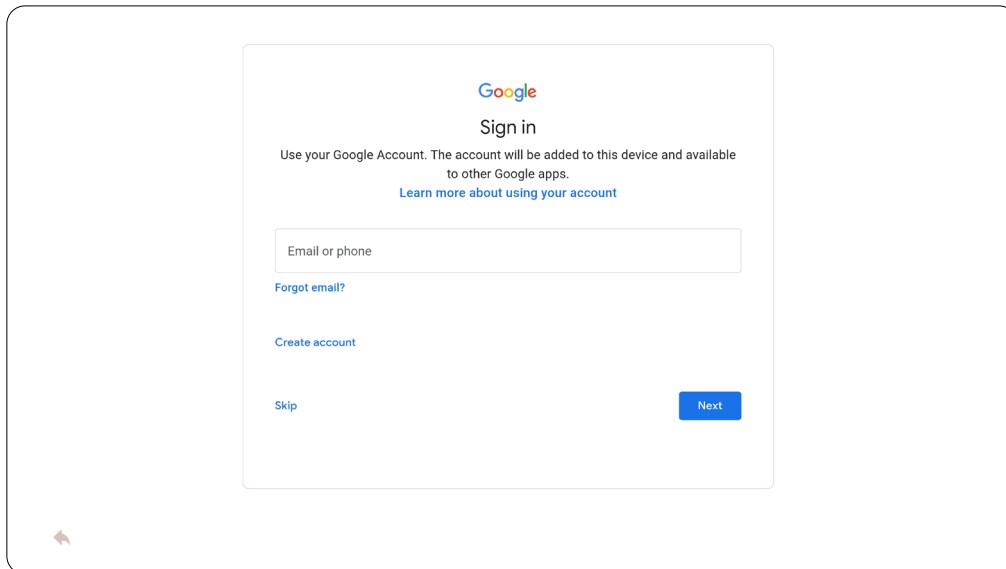 Google
Sign in
Use your Google Account. The account will be added to this device and available
to other Google apps.
Learn more about using your account
Email or phone
Forgot email?
Create account
Skip
Next